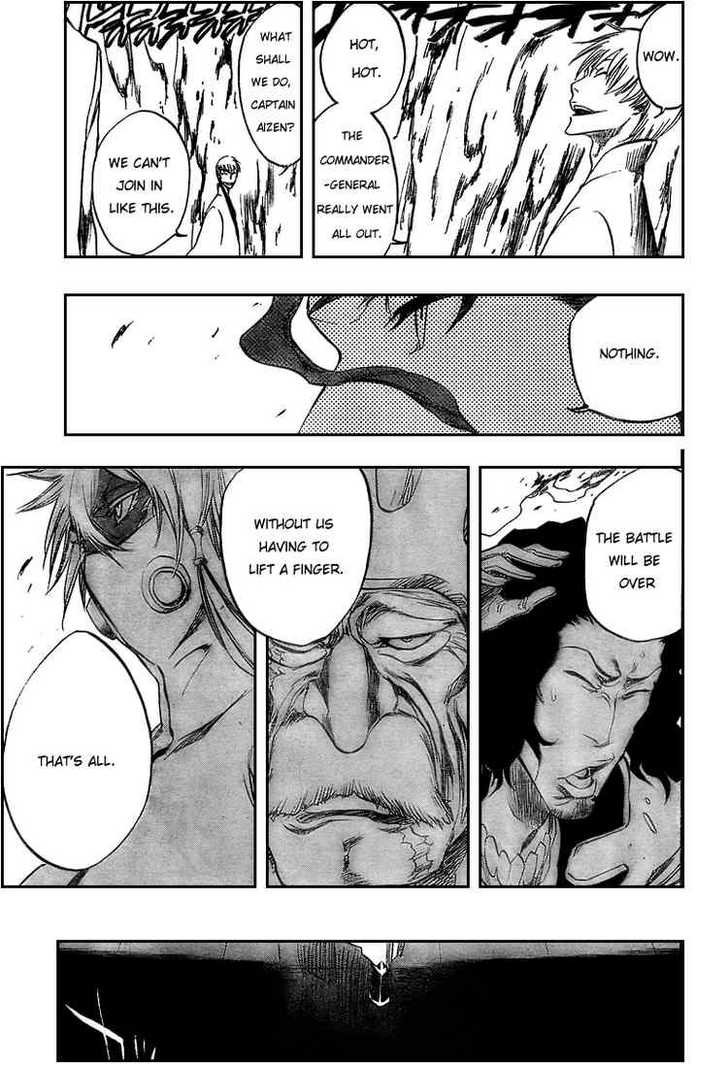 WOW.
HOT,
HOT.
THE
COMMANDER
-GENERAL
REALLY WENT
ALL OUT.
WHAT
SHALL
WE DO,
CAPTAIN
AIZEN?
WE CAN'T
JOIN IN
LIKE THIS.
NOTHING.
THE BATTLE
WILL BE
OVER
WITHOUT US
HAVING TO
LIFT A FINGER.
THAT'S ALL.